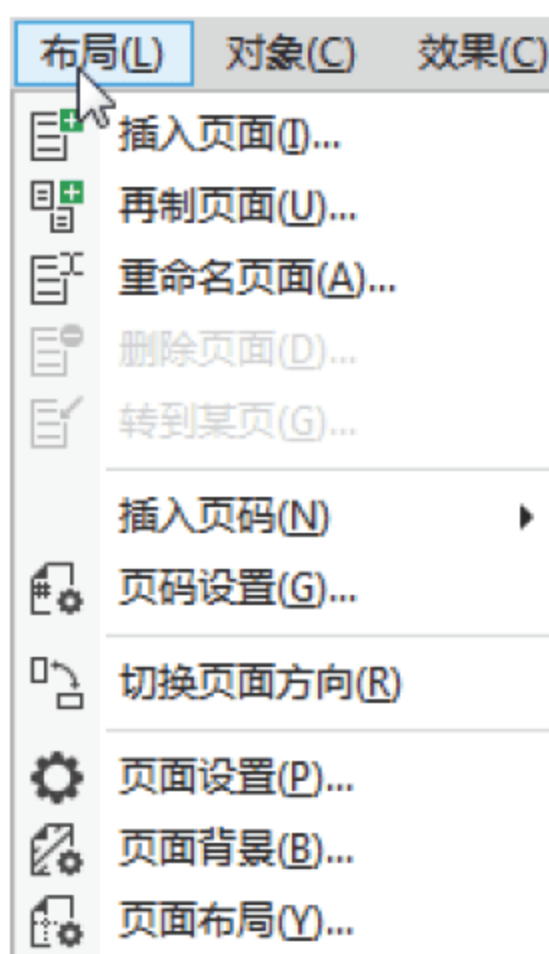 布局(L) 对象(C) 效果(C)
插入页面(I)...
再制页面(U)...
重命名页面(A)...
删除页面(D)...
转到某页(G)...
插入页码(N)
页码设置(G)...
切换页面方向(R)
页面设置(P)...
页面背景(B)...
页面布局(Y)...